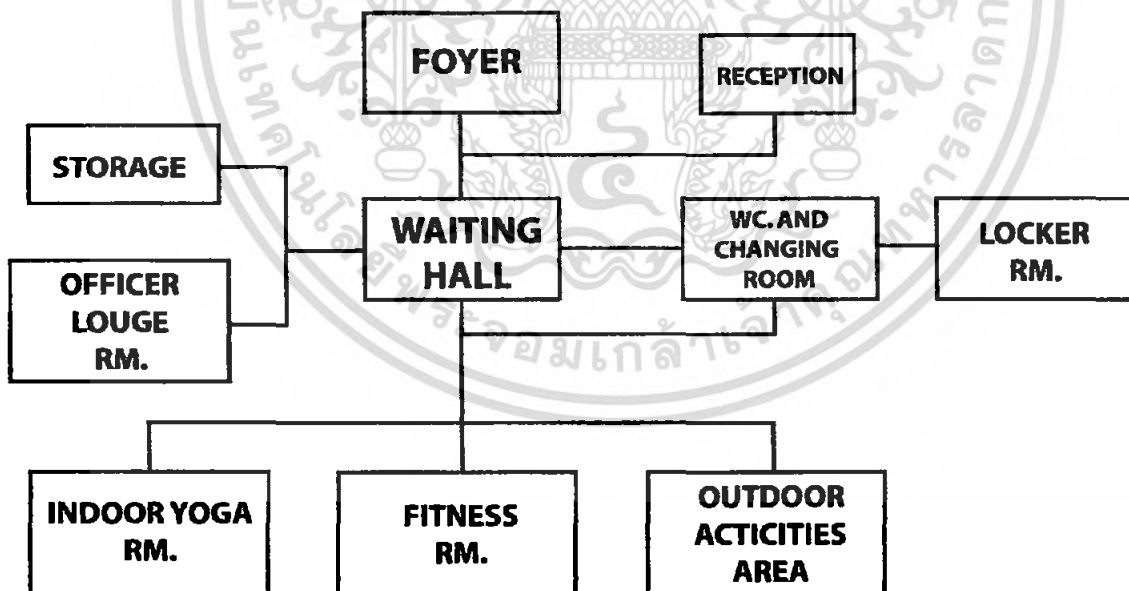 FOYER
RECEPTION
STORAGE
WAITING
HALL
WC. AND
CHANGING
ROOM
LOCKER
RM.
OFFICER
LOUGE
RM.
INDOOR YOGA
RM.
FITNESS
RM.
OUTDOOR
ACTICITIES
AREA